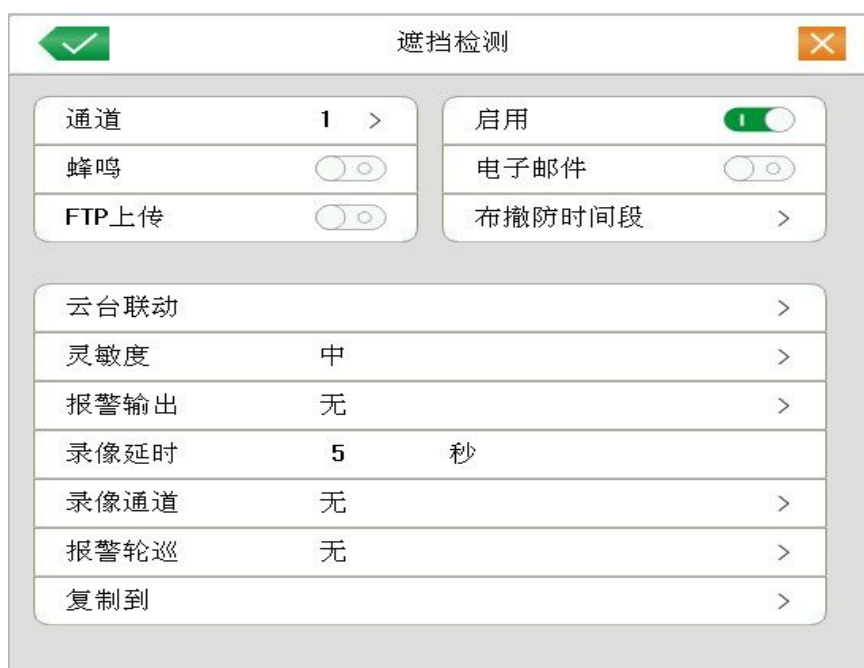 遮挡检测
通道 1 >
启用
蜂鸣
电子邮件
FTP上传
布撤防时间段 >
云台联动 >
灵敏度 中 >
报警输出 无 >
录像延时 5 秒
录像通道 无 >
报警轮巡 无 >
复制到 >